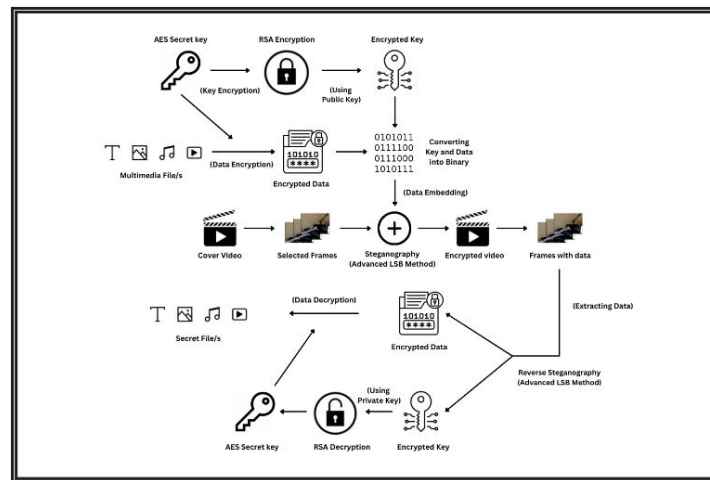 AES Secret key
RSA Encryption
Encrypted Key
(Key Encryption)
(Using
Public Key)
0101011
0111100
0111000
1010111
Converting
Key and Data
into Binary
T
Multimedia File/s
(Data Encryption)
101010
****
Encrypted Data
(Data Embedding)
Cover Video
Selected Frames
Steganography
(Advanced LSB Method)
Encrypted video
Frames with data
(Extracting Data)
T
Secret File/s
(Data Decryption)
101010
****
Encrypted Data
Reverse Steganography
(Advanced LSB Method)
(Using
Private Key)
AES Secret key
RSA Decryption
Encrypted Key